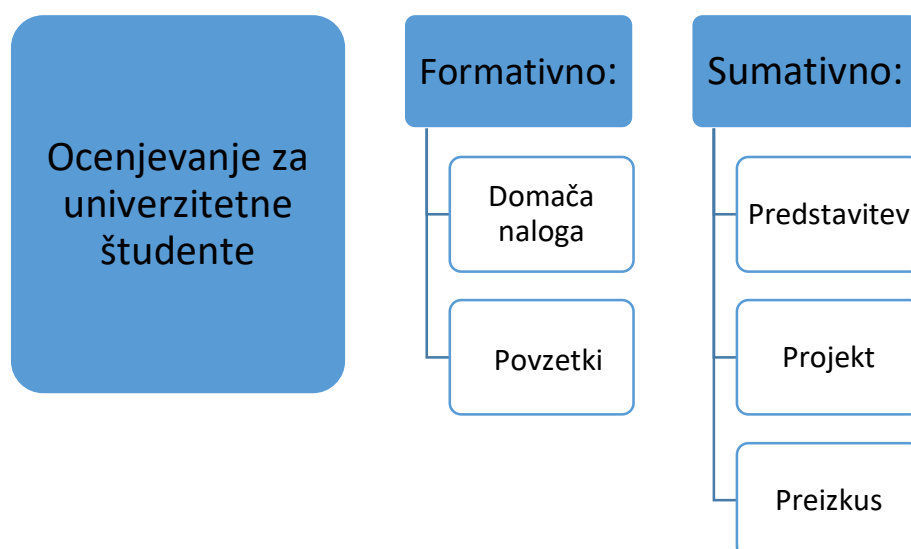 Ocenjevanje za
univerzitetne
študente
Formativno:
Domača
naloga
Povzetki
Sumativno:
Predstavitev
Projekt
Preizkus